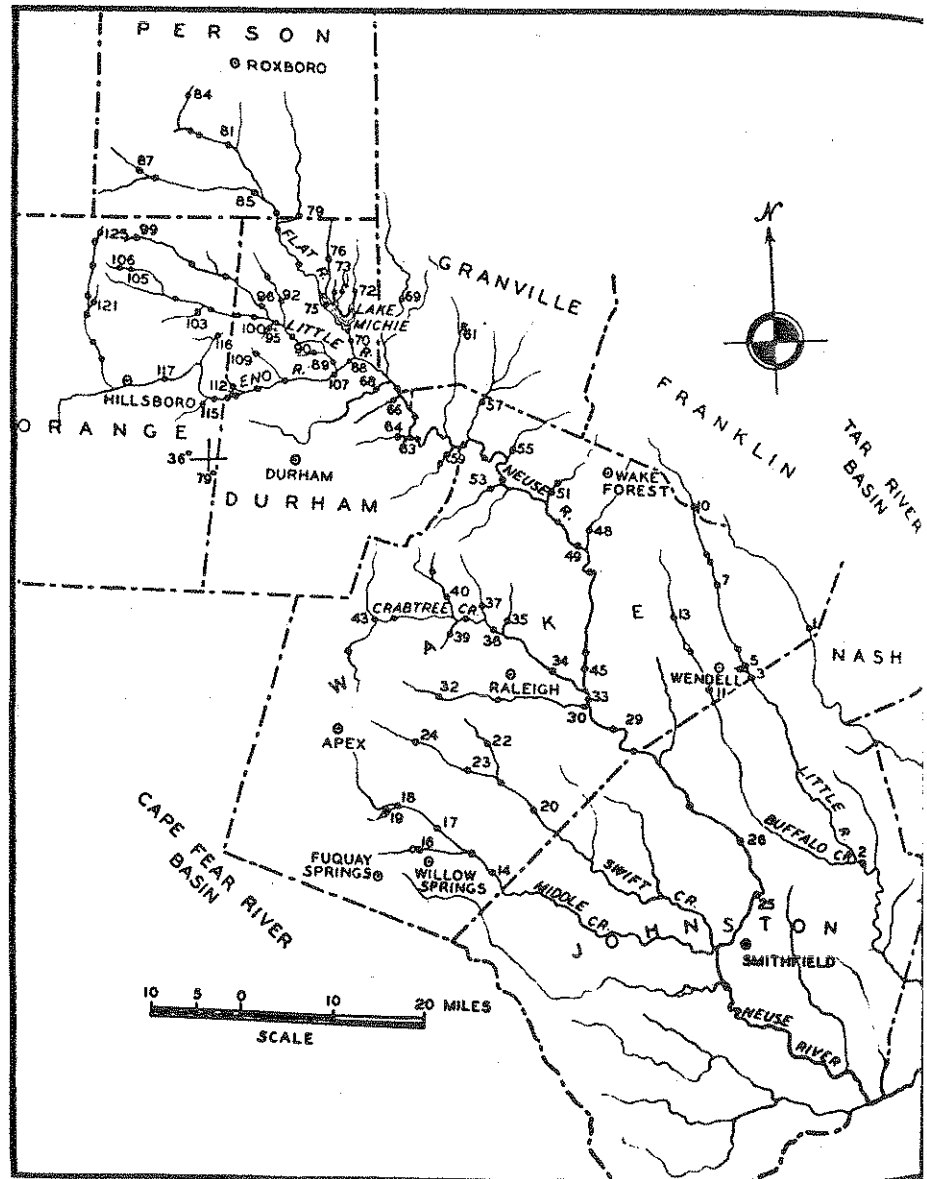 PERSON
ROXBORO
84
81
87
85
79
125
99
106
105
121
103
116
FLAT R.
76
73
72
75
LAKE
MICHIE
69
GRANVILLE
61
98
92
100
95
LITTLE
R.
70
90
89
88
109
ENO R.
107
112
117
HILLSBORO
115
68
66
64
63
57
ORANGE
36°
79°
DURHAM
DURHAM
59
55
53
NEUSE
R.
51
WAKE
FOREST
48
49
N
FRANKLIN
TAR RIVER
BASIN
10
7
1
NASH
5
3
WENDELL
11
13
WAKE
40
37
35
43
CRABTREE CR.
39
38
34
RALEIGH
45
33
30
32
29
APEX
24
22
23
20
18
19
17
16
FUQUAY
SPRINGS
WILLOW
SPRINGS
14
CAPE FEAR RIVER
BASIN
LITTLE R.
BUFFALO CR.
2
26
25
SWIFT CR.
MIDDLE CR.
JOHNSTON
SMITHFIELD
NEUSE
RIVER
10 5 0 10 20 MILES
SCALE